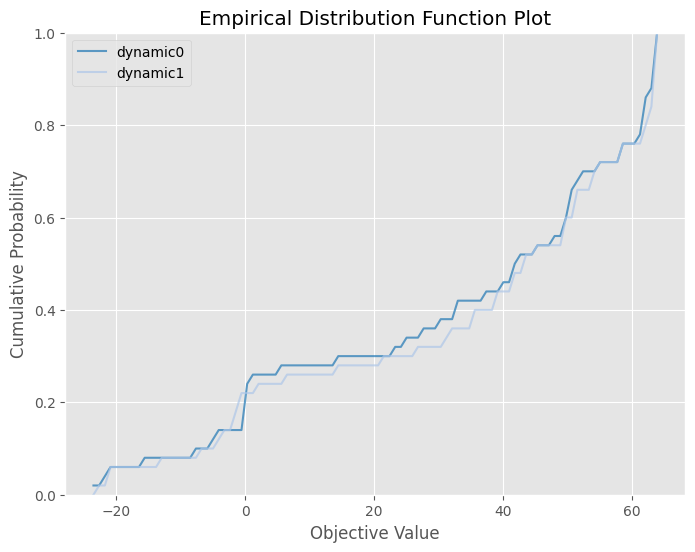 Empirical Distribution Function Plot
dynamic0
dynamic1
Cumulative Probability
1.0
0.8
0.6
0.4
0.2
0.0
−20
0
20
40
60
Objective Value